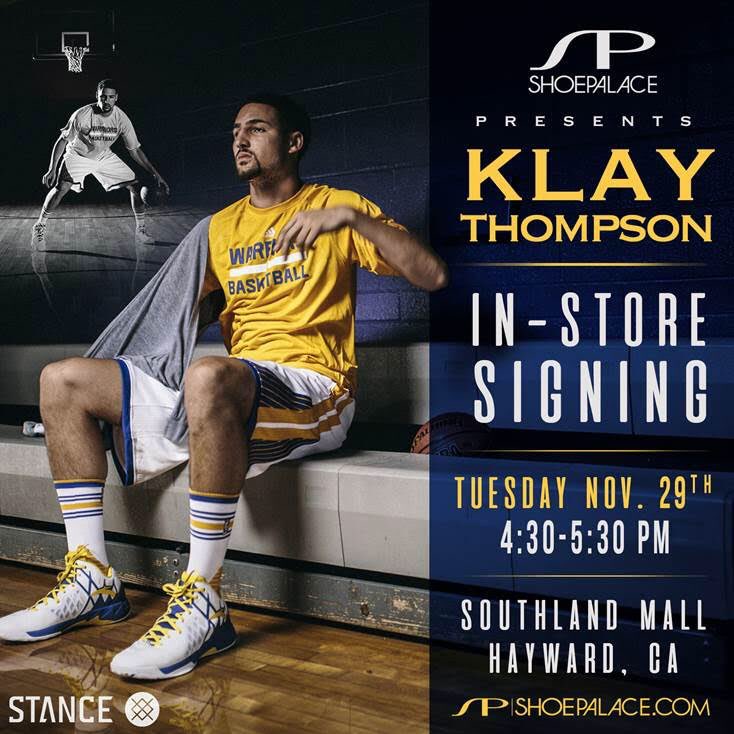 SP
SHOEPALACE
PRESENTS
KLAY
THOMPSON
IN-STORE
SIGNING
TUESDAY NOV. 29TH
4:30-5:30 PM
SOUTHLAND MALL
HAYWARD, CA
SP|SHOEPALACE.COM
WARRIORS
BASKETBALL
SPALDING
STANCE